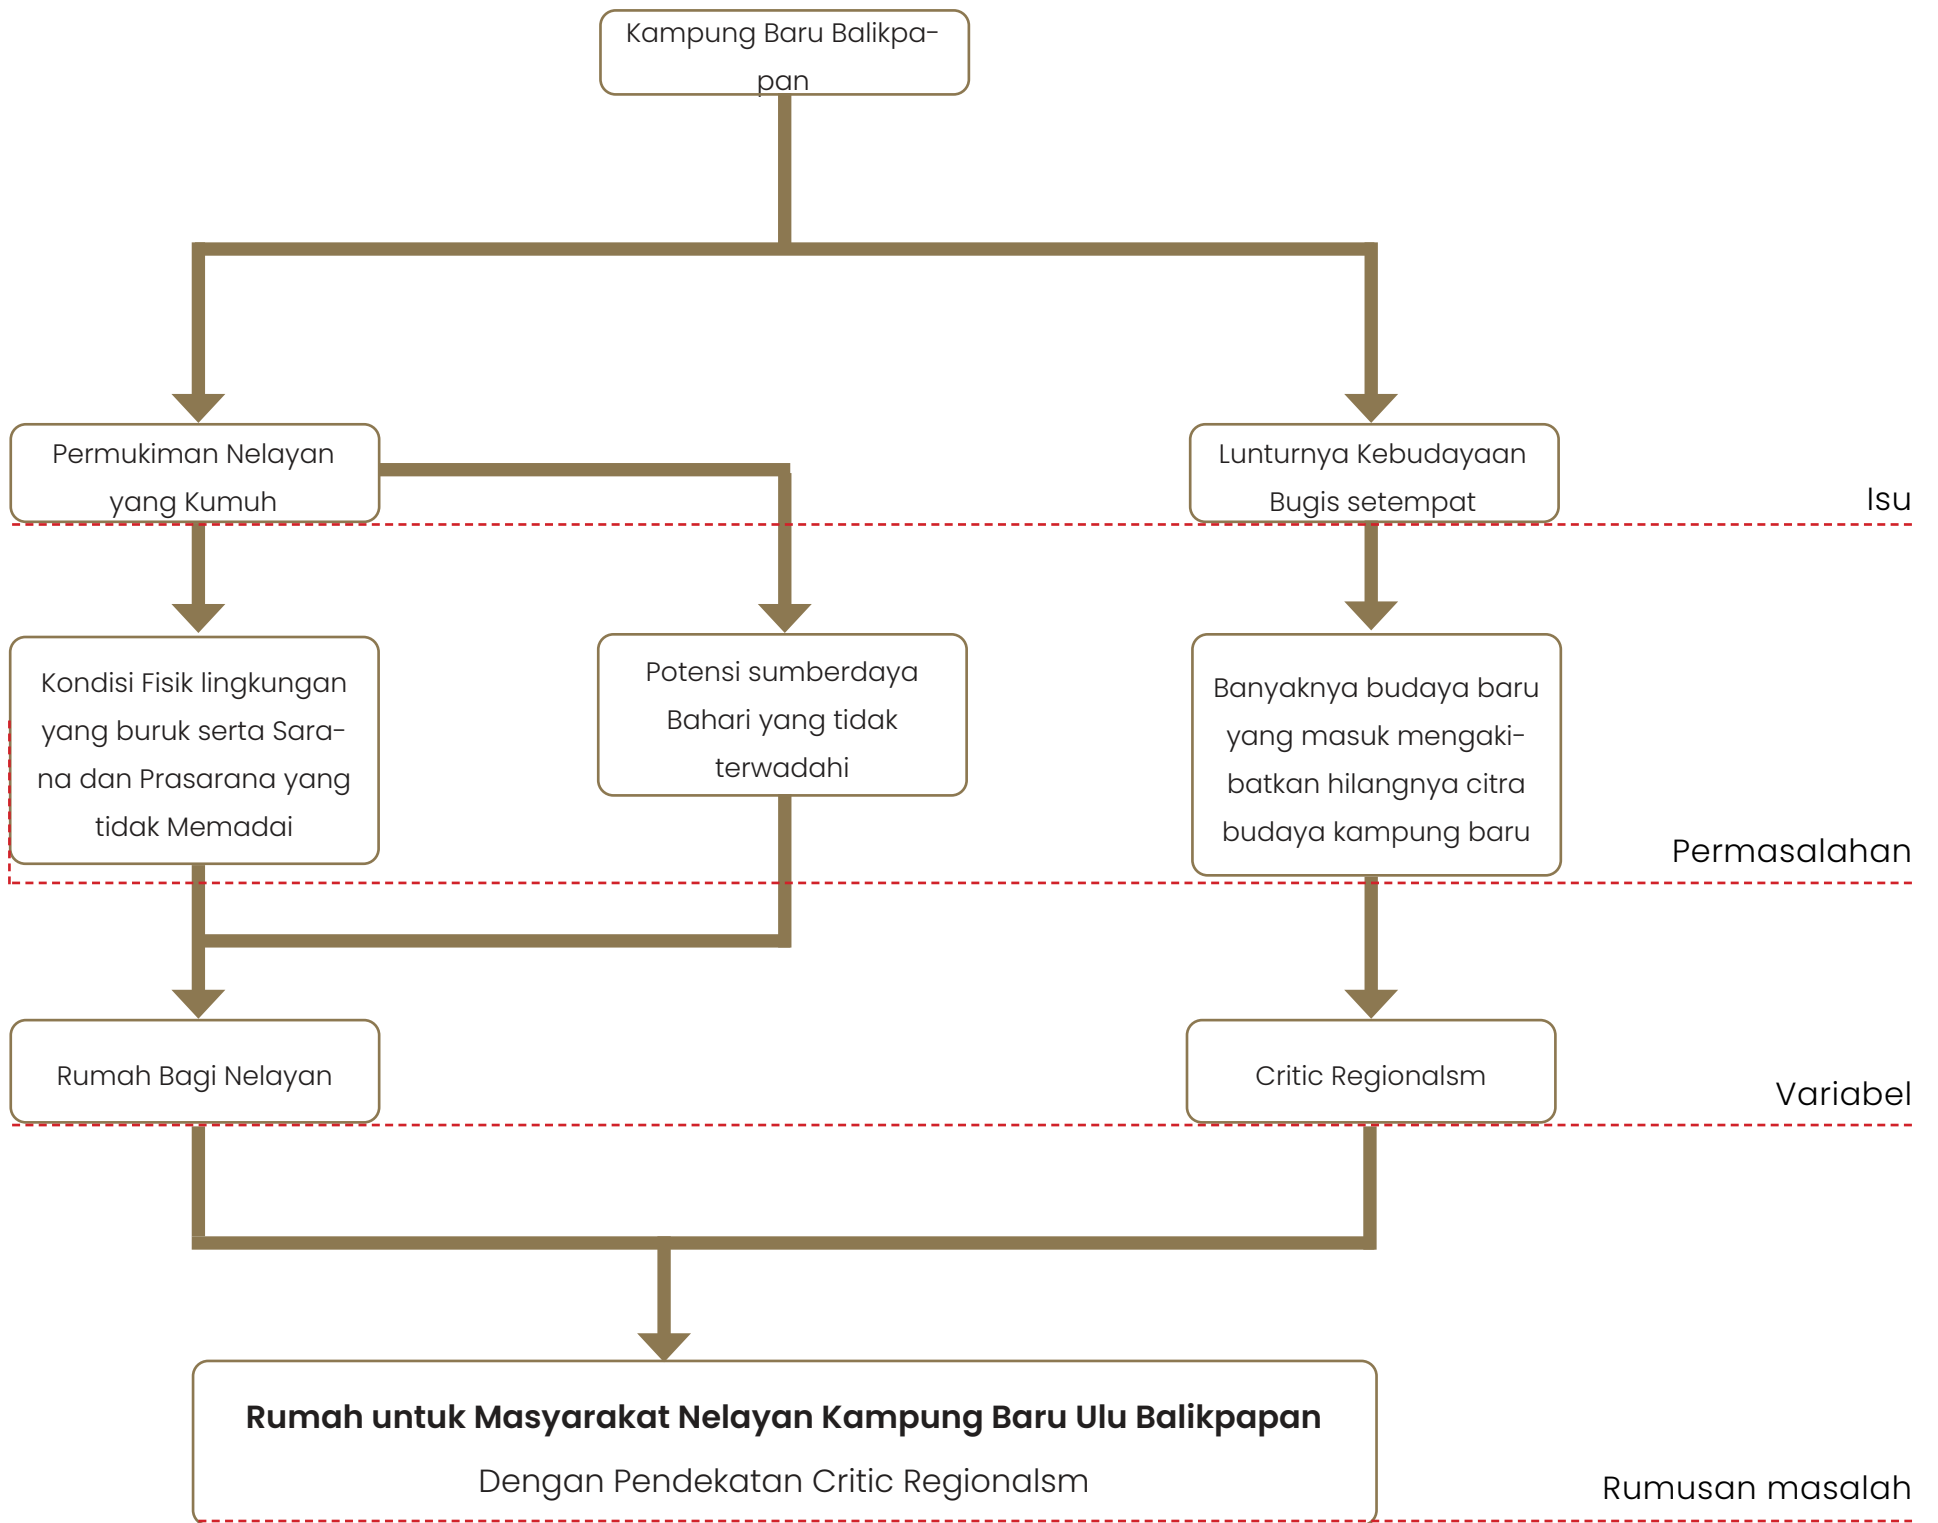 Kampung Baru Balikpa-
pan
Permukiman Nelayan
yang Kumuh
Lunturnya Kebudayaan
Bugis setempat
Isu
Kondisi Fisik lingkungan
yang buruk serta Sara-
na dan Prasarana yang
tidak Memadai
Potensi sumberdaya
Bahari yang tidak
terwadahi
Banyaknya budaya baru
yang masuk mengaki-
batkan hilangnya citra
budaya kampung baru
Permasalahan
Rumah Bagi Nelayan
Critic Regionalsm
Variabel
Rumah untuk Masyarakat Nelayan Kampung Baru Ulu Balikpapan
Dengan Pendekatan Critic Regionalsm
Rumusan masalah